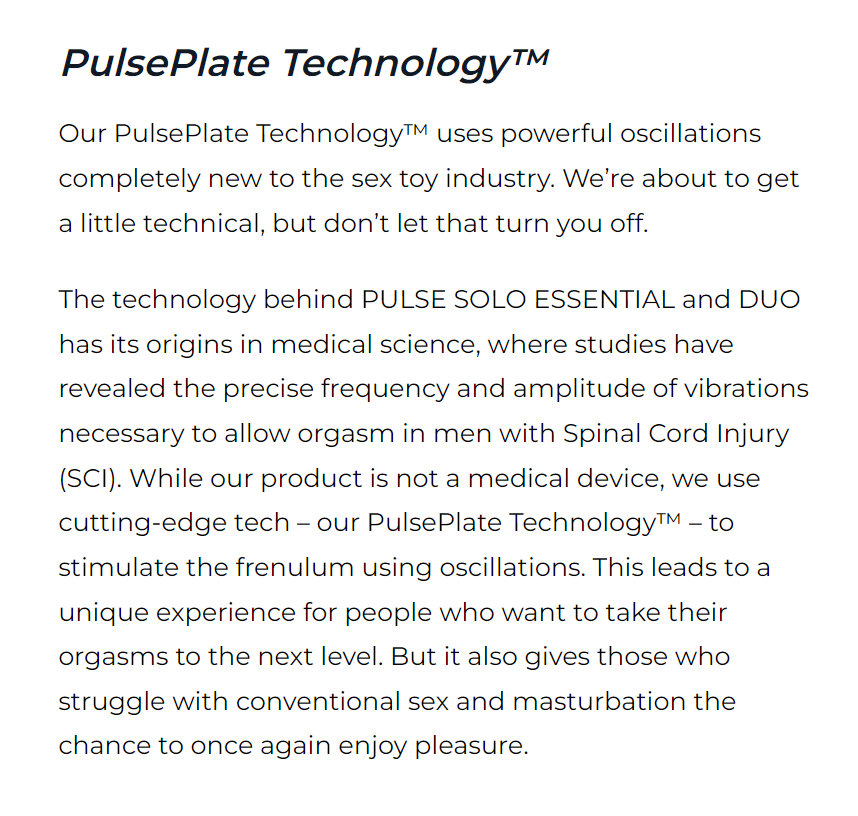 PulsePlate Technology™
Our PulsePlate Technology™ uses powerful oscillations
completely new to the sex toy industry. We’re about to get
a little technical, but don’t let that turn you off.
The technology behind PULSE SOLO ESSENTIAL and DUO
has its origins in medical science, where studies have
revealed the precise frequency and amplitude of vibrations
necessary to allow orgasm in men with Spinal Cord Injury
(SCI). While our product is not a medical device, we use
cutting-edge tech – our PulsePlate Technology™ – to
stimulate the frenulum using oscillations. This leads to a
unique experience for people who want to take their
orgasms to the next level. But it also gives those who
struggle with conventional sex and masturbation the
chance to once again enjoy pleasure.